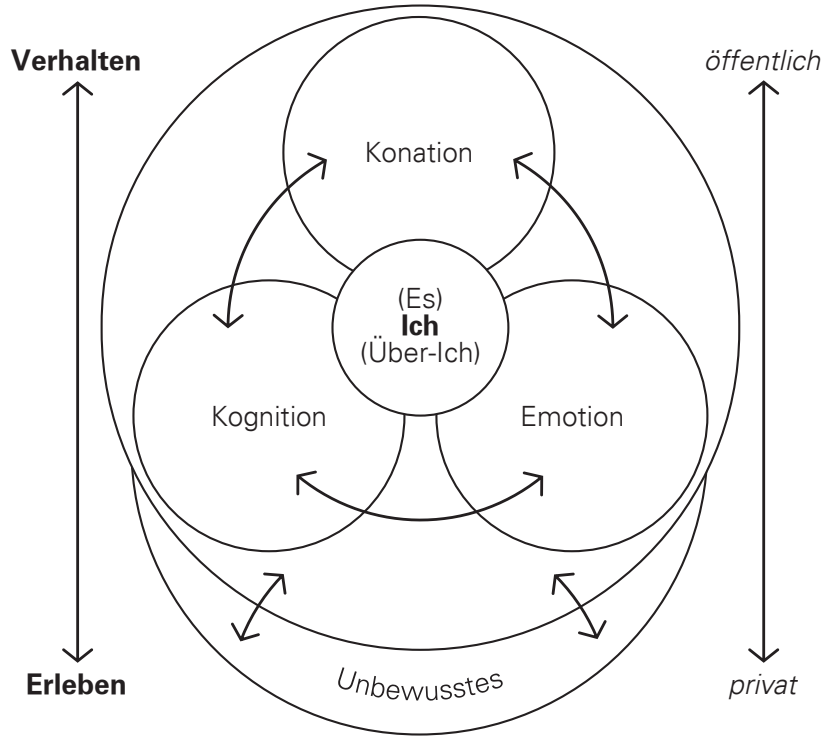 Verhalten
öffentlich
Konation
(Es)
Ich
(Über-Ich)
Kognition
Emotion
Unbewusstes
Erleben
privat